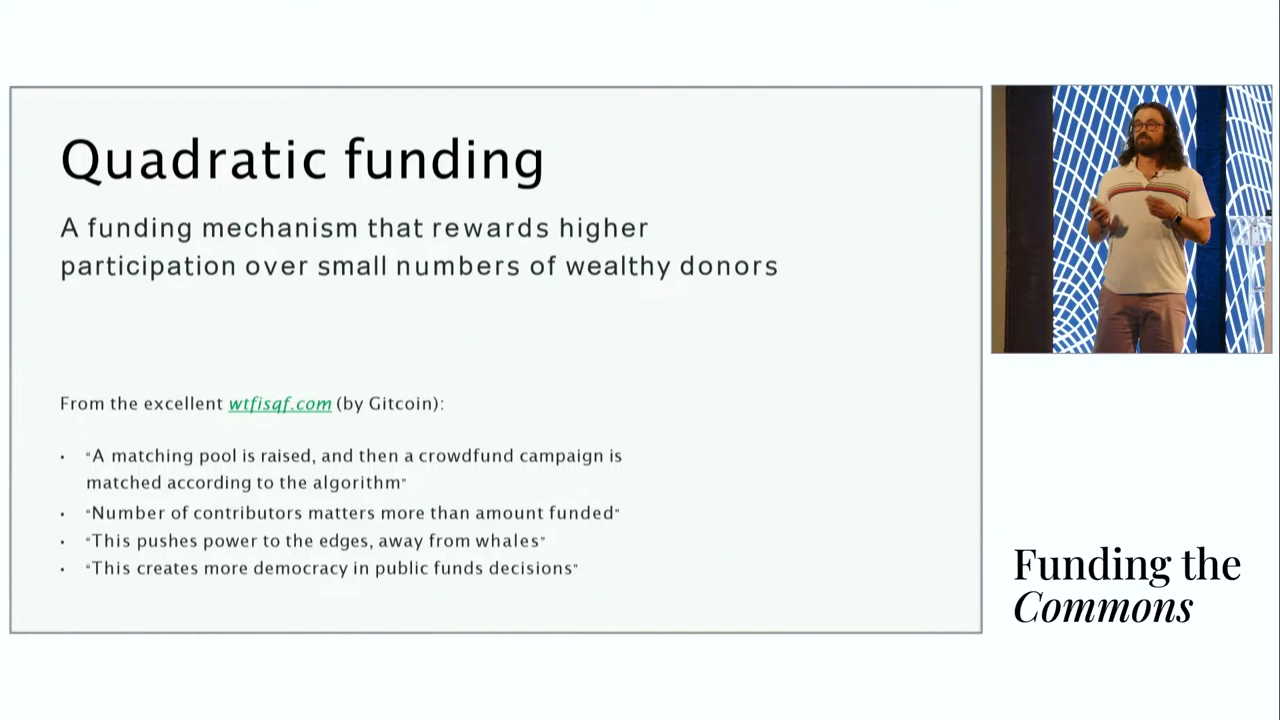 Quadratic funding
A funding mechanism that rewards higher
participation over small numbers of wealthy donors
From the excellent wtfisqf.com (by Gitcoin):
• "A matching pool is raised, and then a crowdfund campaign is
matched according to the algorithm"
• "Number of contributors matters more than amount funded"
• "This pushes power to the edges, away from whales"
• "This creates more democracy in public funds decisions"
Funding the
Commons